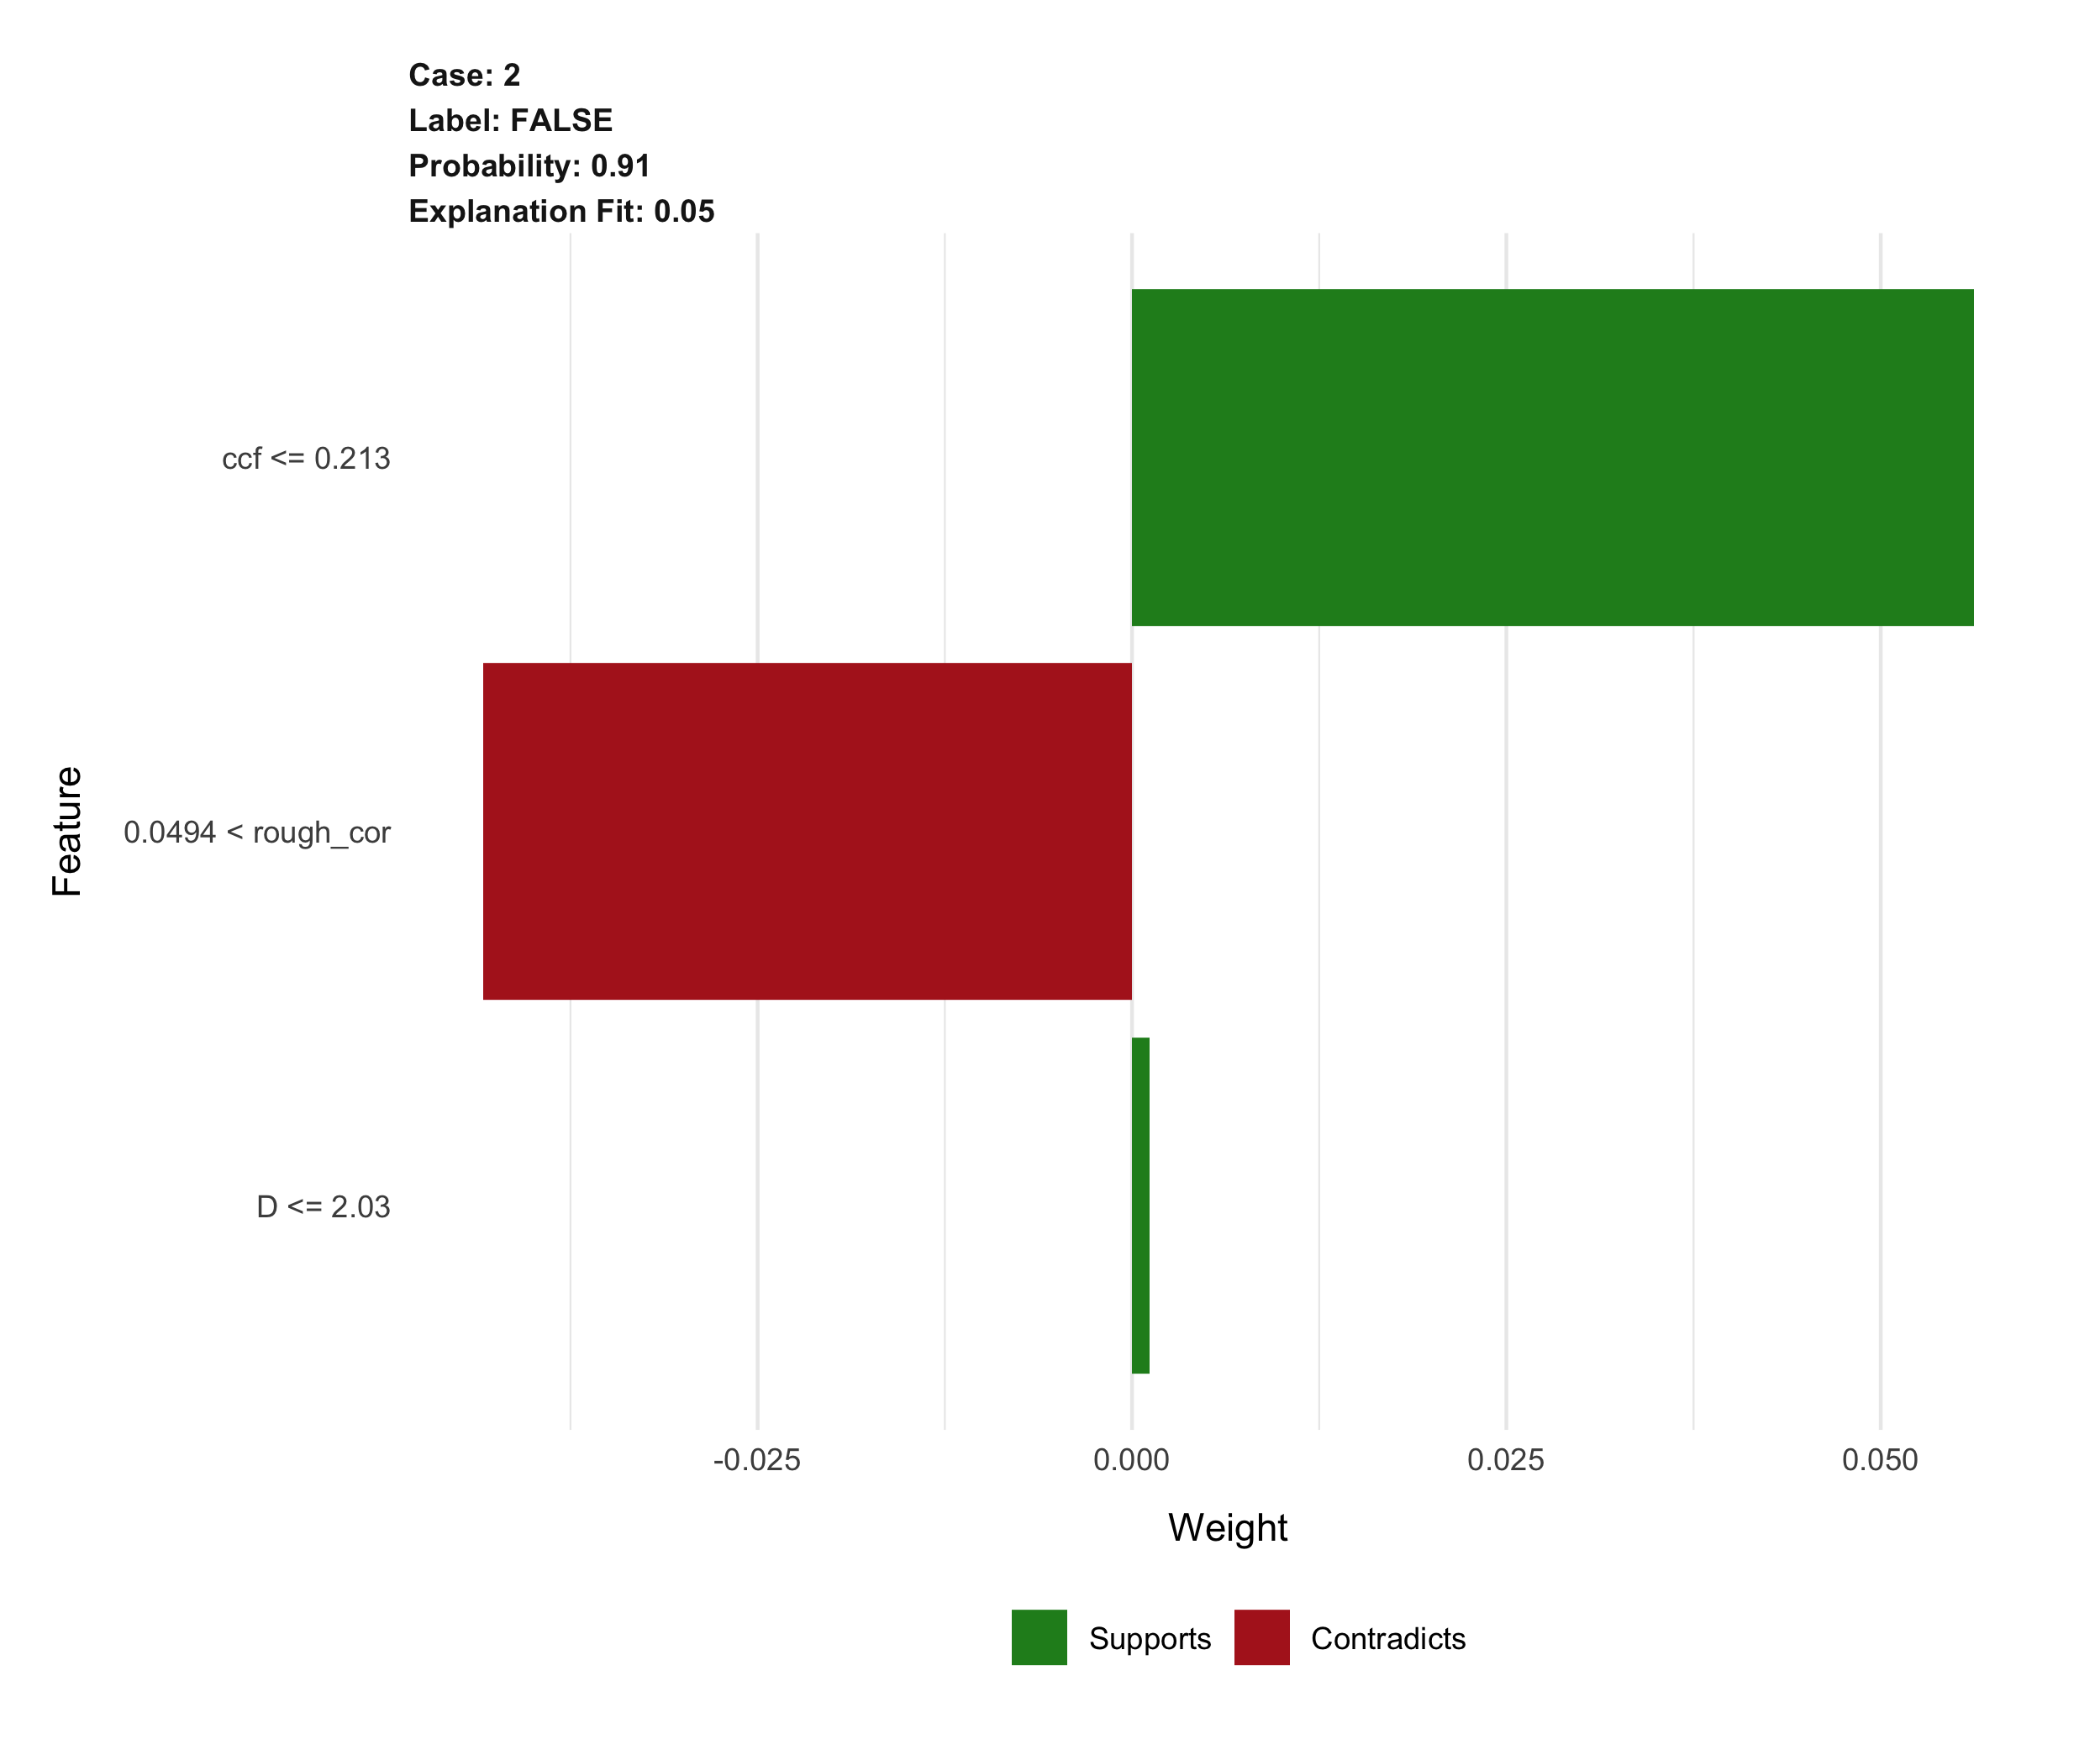 Case: 2
Label: FALSE
Probability: 0.91
Explanation Fit: 0.05
ccf <= 0.213
0.0494 < rough_cor
D <= 2.03
Feature
-0.025 0.000 0.025 0.050
Weight
Supports Contradicts